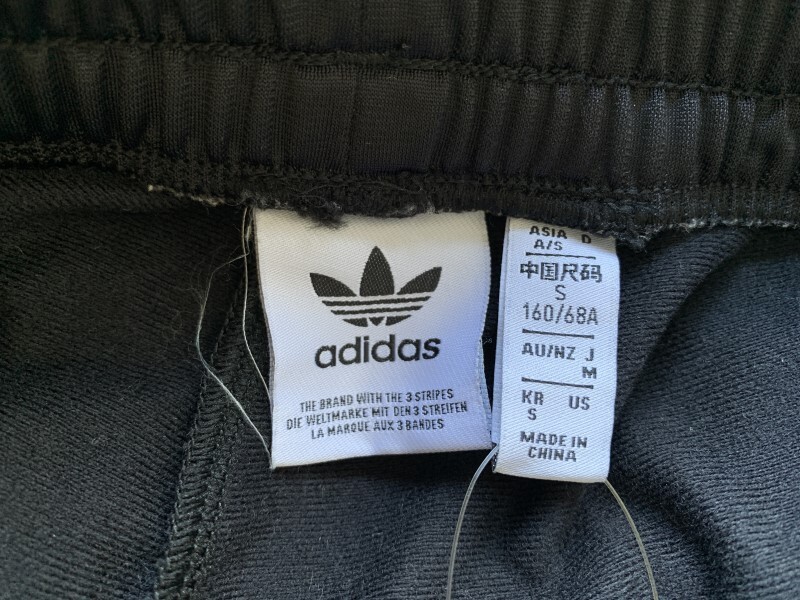 adidas
THE BRAND WITH THE 3 STRIPES
DIE WELTMARKE MIT DEN 3 STREIFEN
LA MARQUE AUX 3 BANDES
ASIA D
A/S
中国尺码
S
160/68A
AU/NZ J
M
KR US
S
MADE IN
CHINA